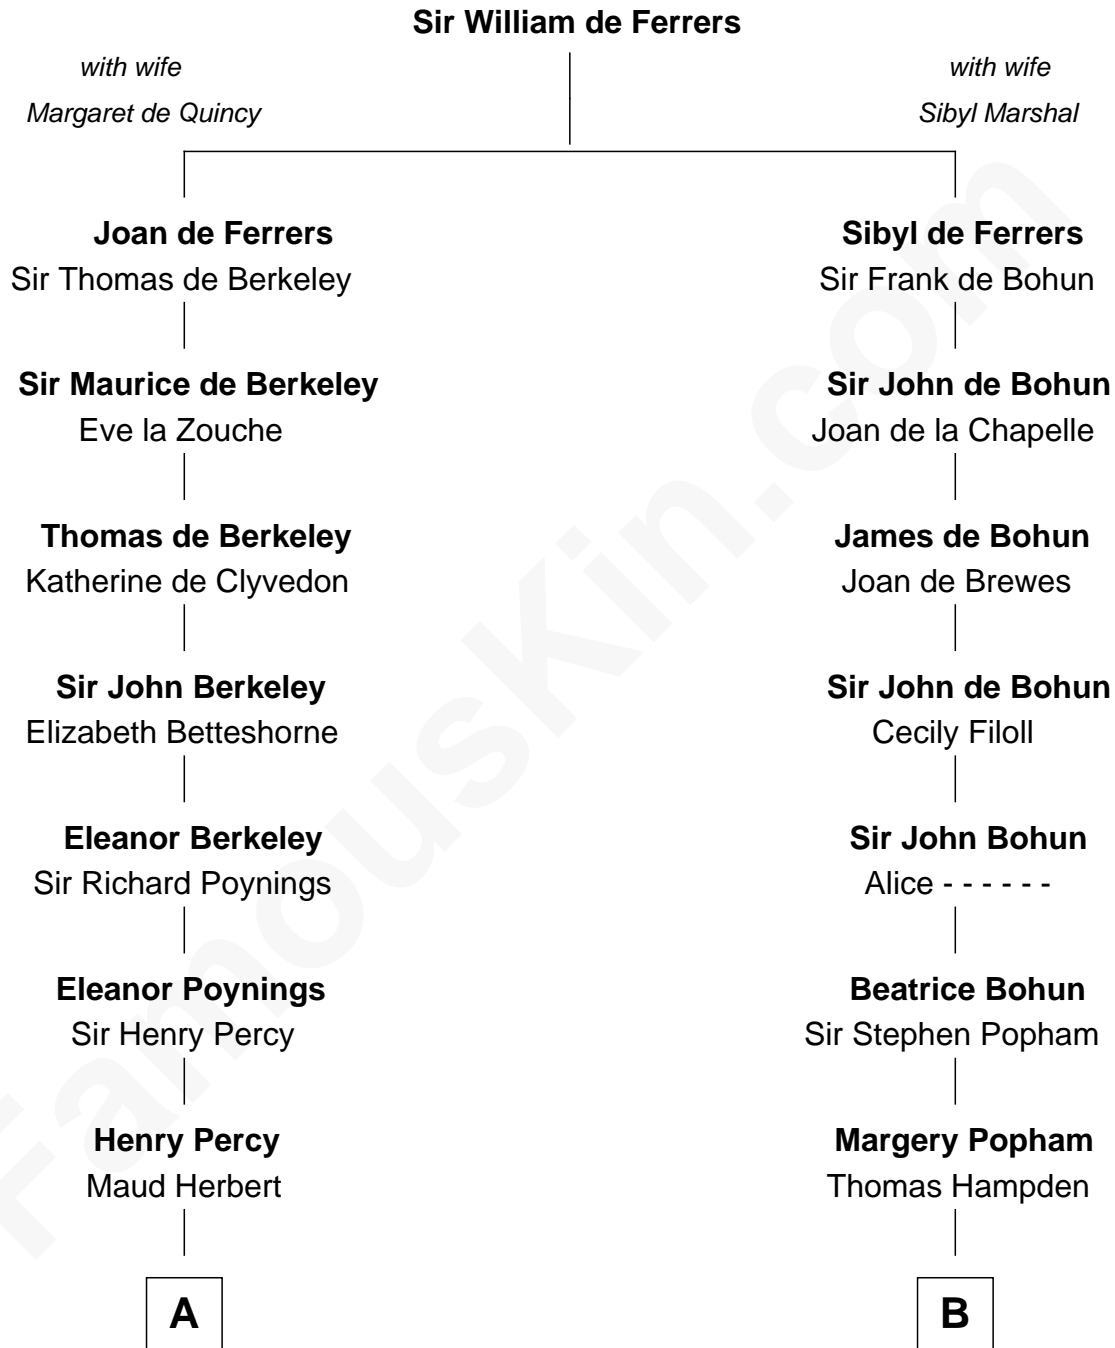 Sir William de Ferrers
with wife
Margaret de Quincy
with wife
Sibyl Marshal
Joan de Ferrers
Sir Thomas de Berkeley
Sibyl de Ferrers
Sir Frank de Bohun
Sir Maurice de Berkeley
Eve la Zouche
Sir John de Bohun
Joan de la Chapelle
Thomas de Berkeley
Katherine de Clyvedon
James de Bohun
Joan de Brewes
Sir John Berkeley
Elizabeth Betteshorne
Sir John de Bohun
Cecily Filoll
Eleanor Berkeley
Sir Richard Poynings
Sir John Bohun
Alice - - - - - -
Eleanor Poynings
Sir Henry Percy
Beatrice Bohun
Sir Stephen Popham
Henry Percy
Maud Herbert
Margery Popham
Thomas Hampden
A
B
FamousKin.com